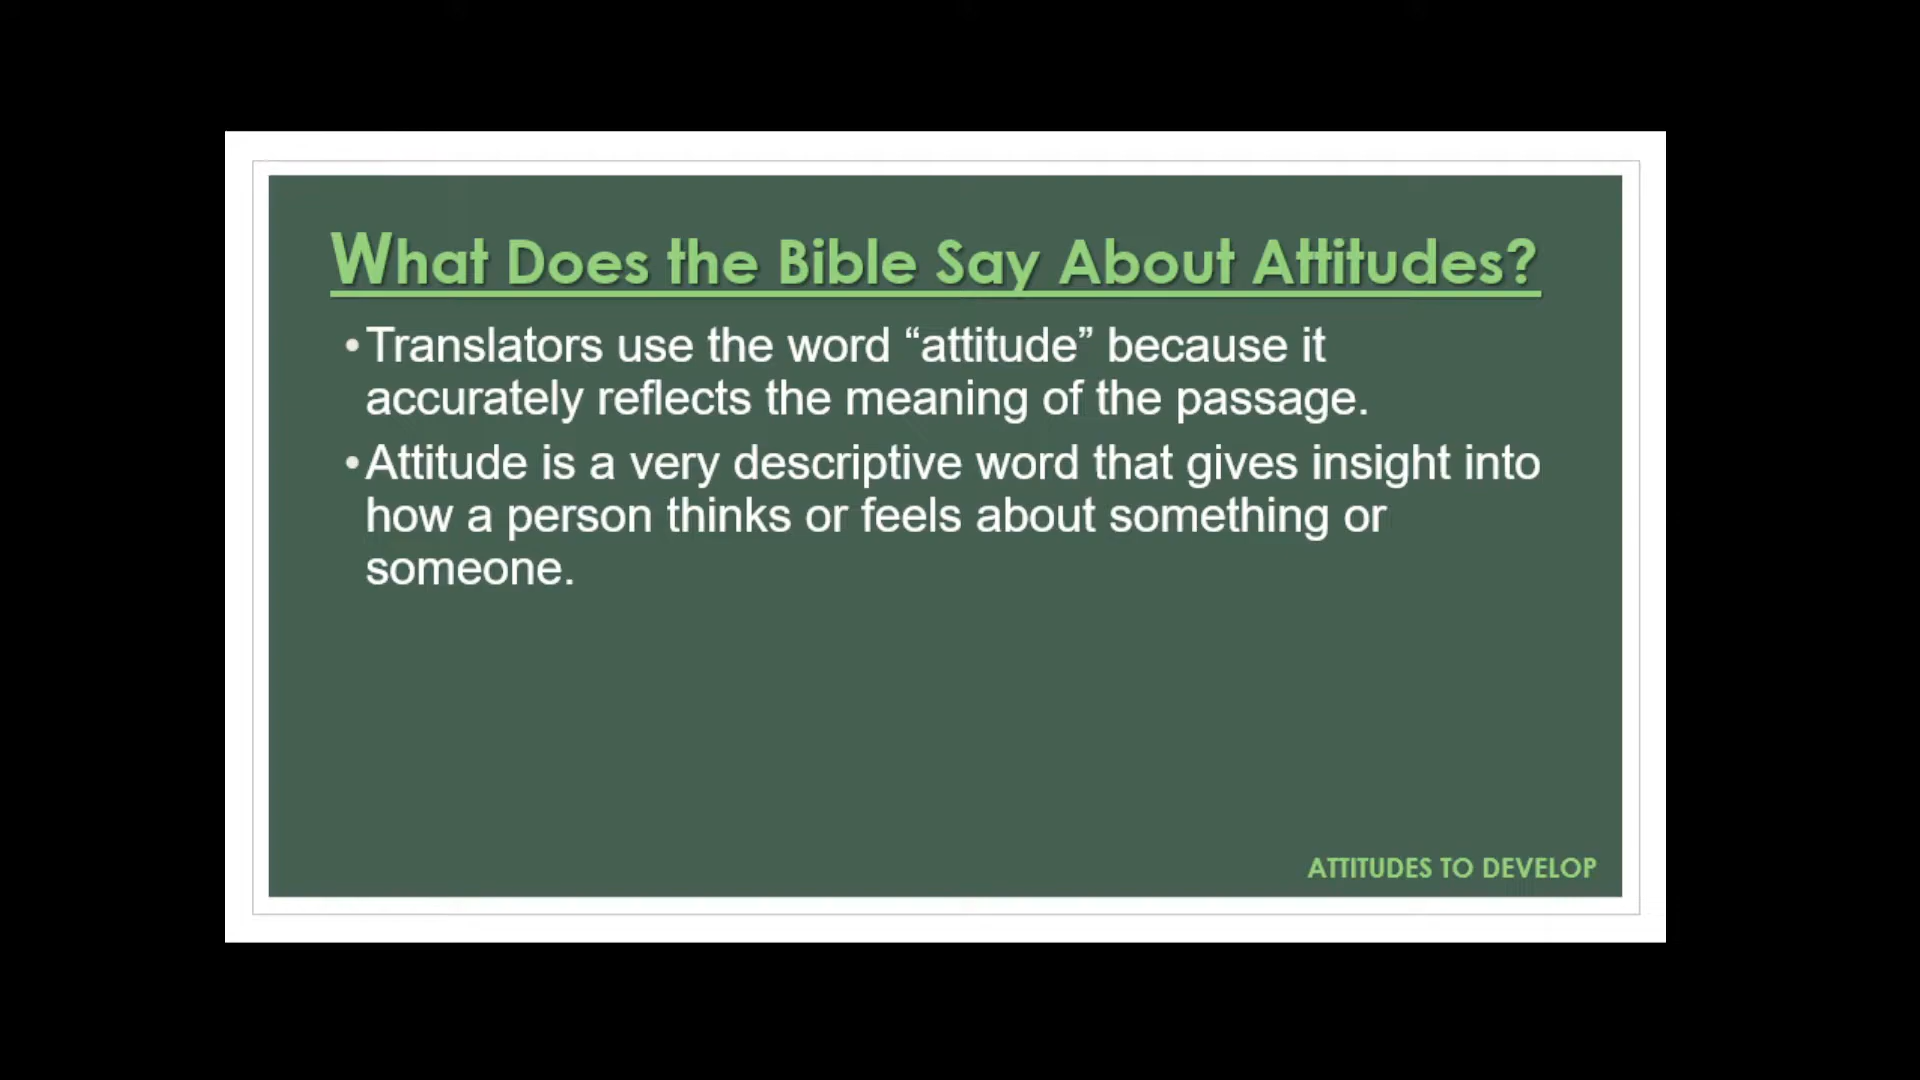 What Does the Bible Say About Attitudes?
•Translators use the word “attitude” because it
accurately reflects the meaning of the passage.
•Attitude is a very descriptive word that gives insight into
how a person thinks or feels about something or
someone.
ATTITUDES TO DEVELOP